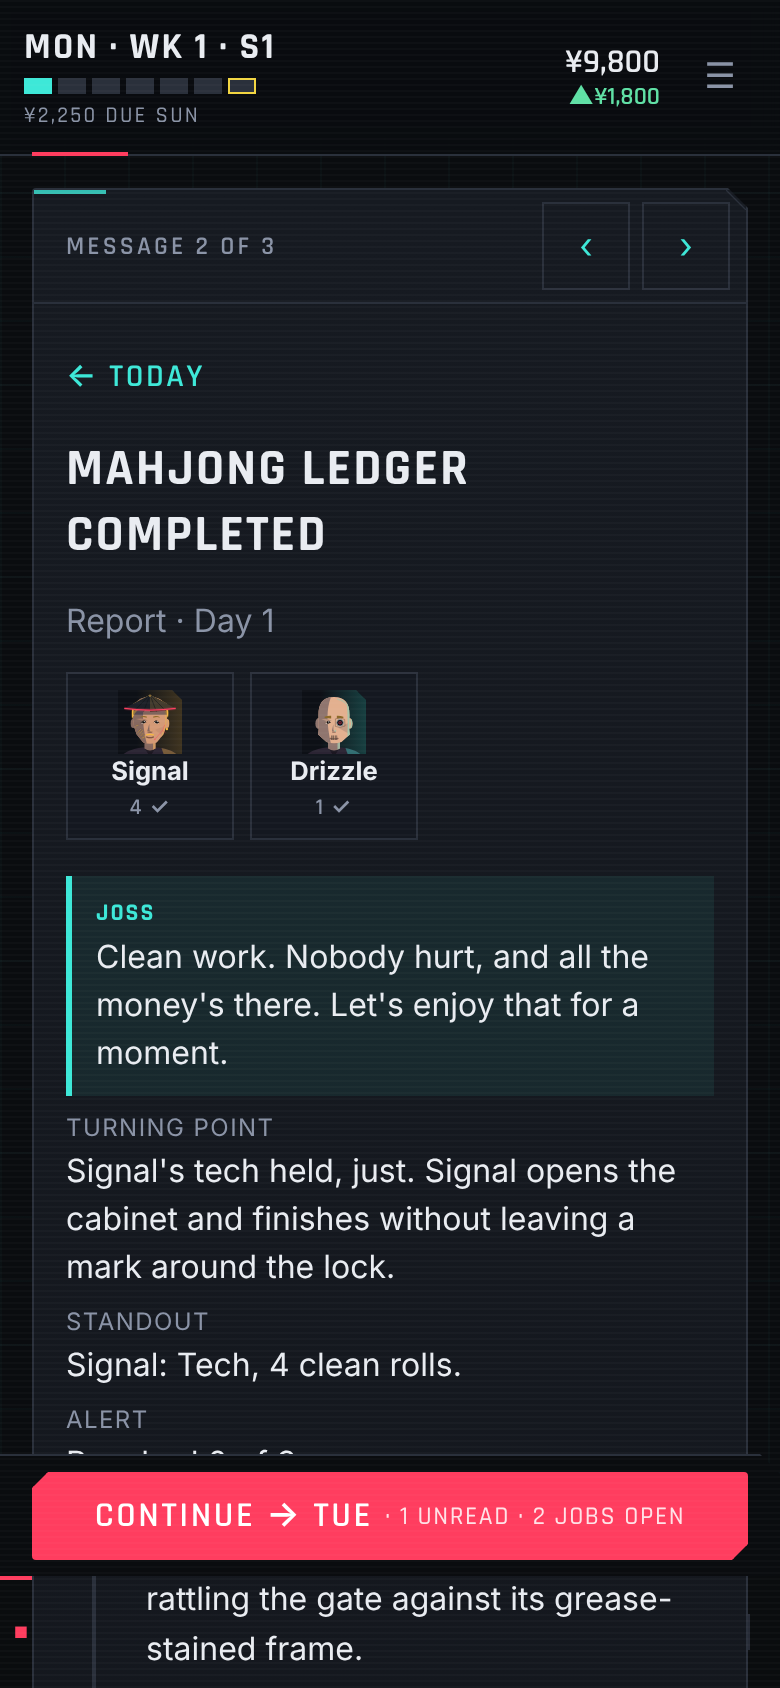 MON · WK 1 · S1
¥2,250 DUE SUN
¥9,800
▲¥1,800
MESSAGE 2 OF 3
← TODAY
MAHJONG LEDGER
COMPLETED
Report · Day 1
Signal
4 ✓
Drizzle
1 ✓
JOSS
Clean work. Nobody hurt, and all the
money's there. Let's enjoy that for a
moment.
TURNING POINT
Signal's tech held, just. Signal opens the
cabinet and finishes without leaving a
mark around the lock.
STANDOUT
Signal: Tech, 4 clean rolls.
ALERT
CONTINUE → TUE · 1 UNREAD · 2 JOBS OPEN
rattling the gate against its grease-
stained frame.